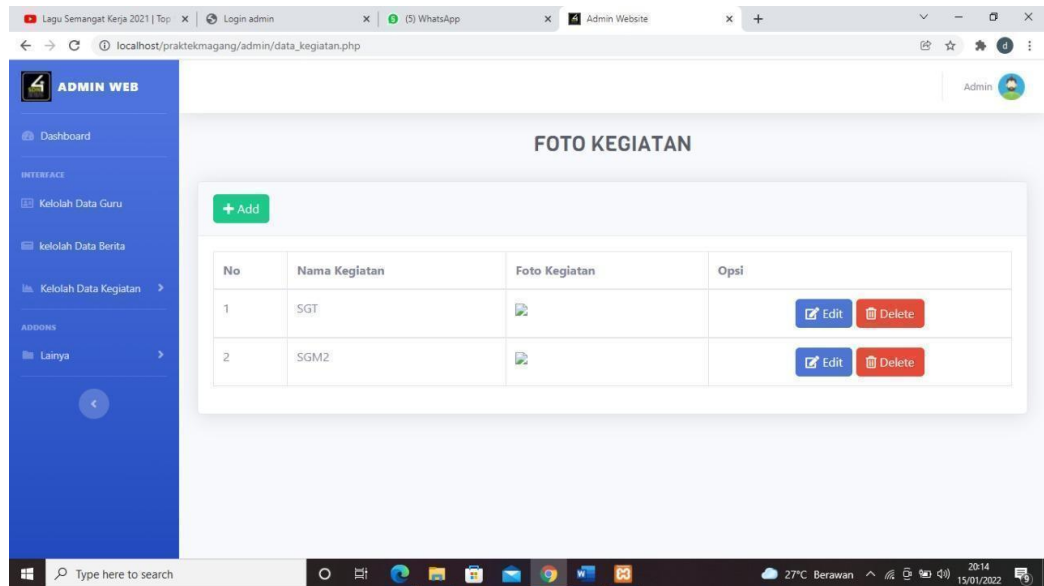 Lagu Semangat Kerja 2021 | Top
Login admin
(5) WhatsApp
Admin Website
localhost/praktekmagang/admin/data_kegiatan.php
d
ADMIN WEB
Admin
Dashboard
FOTO KEGIATAN
INTERFACE
Kelolah Data Guru
+ Add
kelolah Data Berita
No Nama Kegiatan Foto Kegiatan Opsi
Kelolah Data Kegiatan
1 SGT Edit Delete
ADDONS
Lainya
2 SGM2 Edit Delete
Type here to search
27°C Berawan
20:14
15/01/2022